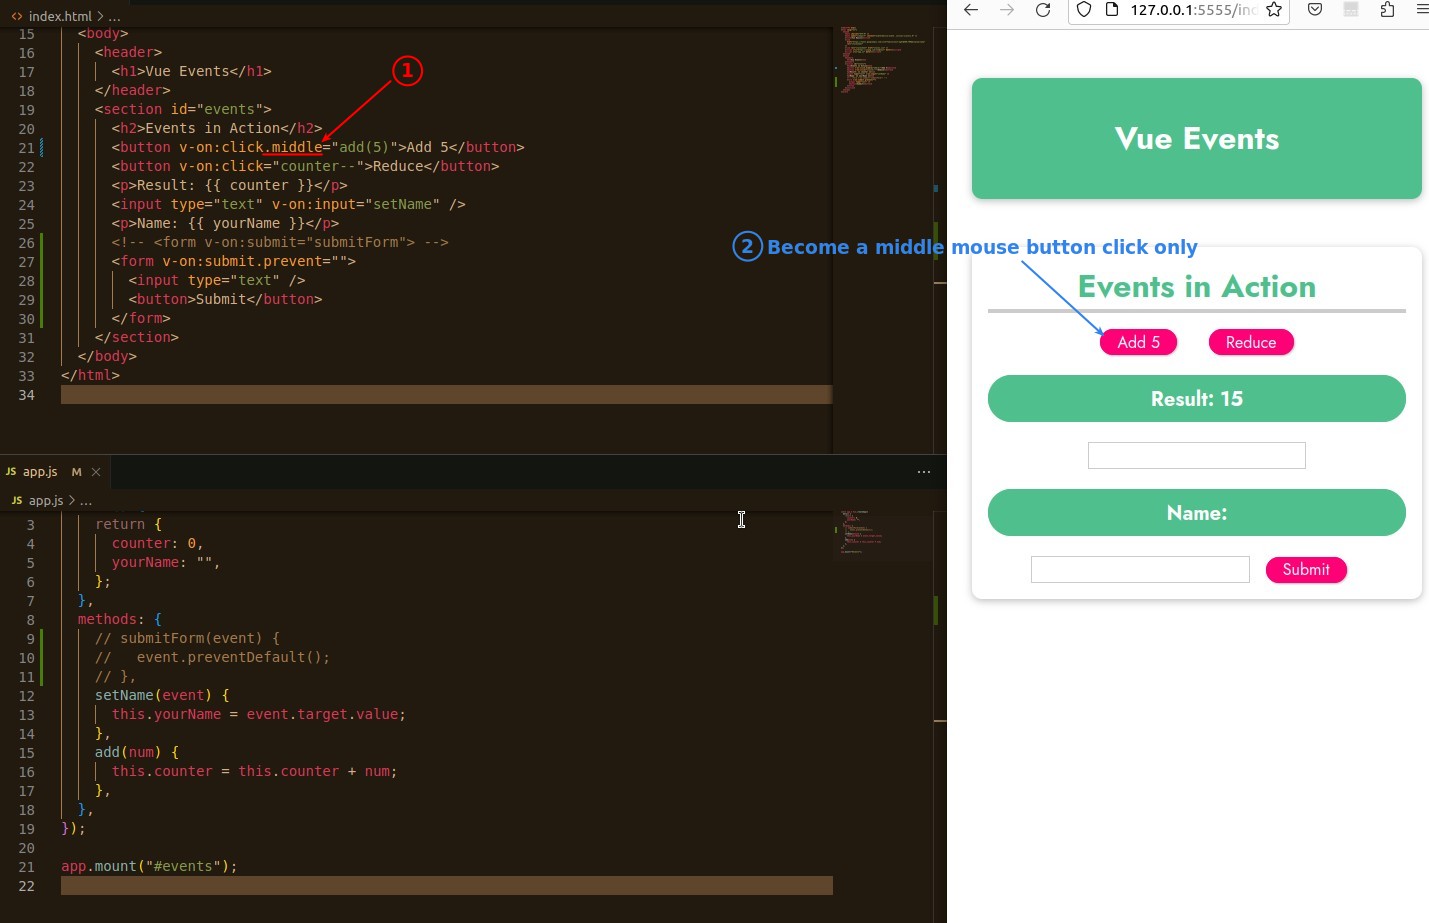 index.html > ...
15 <body>
16 <header>
17 <h1>Vue Events</h1>
18 </header>
19 <section id="events">
20 <h2>Events in Action</h2>
21 <button v-on:click.middle="add(5)">Add 5</button>
22 <button v-on:click="counter--">Reduce</button>
23 <p>Result: {{ counter }}</p>
24 <input type="text" v-on:input="setName" />
25 <p>Name: {{ yourName }}</p>
26 <!-- <form v-on:submit="submitForm"> -->
27 <form v-on:submit.prevent="">
28 <input type="text" />
29 <button>Submit</button>
30 </form>
31 </section>
32 </body>
33 </html>
34
1
JS app.js M
...
JS app.js > ...
3 return {
4 counter: 0,
5 yourName: "",
6 };
7 },
8 methods: {
9 // submitForm(event) {
10 // event.preventDefault();
11 // },
12 setName(event) {
13 this.yourName = event.target.value;
14 },
15 add(num) {
16 this.counter = this.counter + num;
17 },
18 },
19 });
20
21 app.mount("#events");
22
127.0.0.1:5555/ind
Vue Events
2 Become a middle mouse button click only
Events in Action
Add 5 Reduce
Result: 15
Name:
Submit